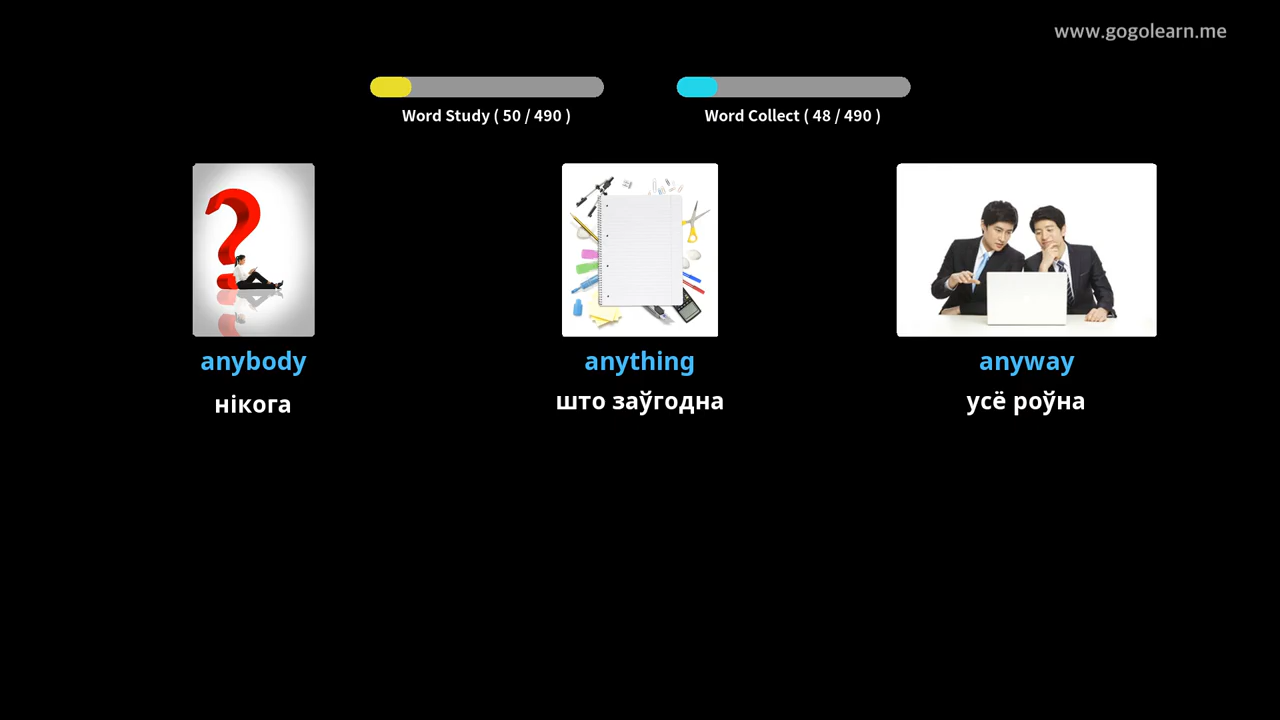 www.gogolearn.me
Word Study ( 50 / 490 )
Word Collect ( 48 / 490 )
anybody
anything
anyway
нікога
што заўгодна
усё роўна